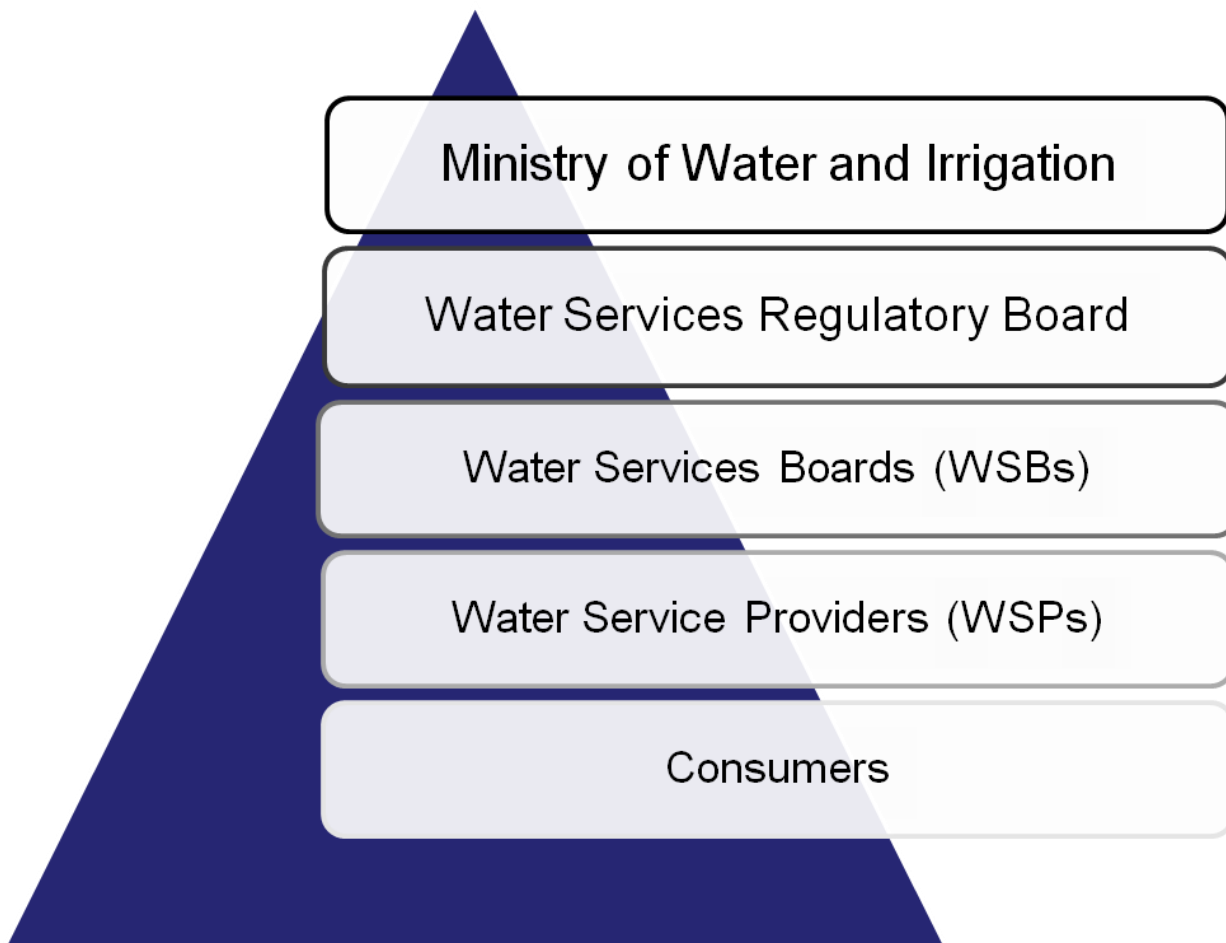 Ministry of Water and Irrigation
Water Services Regulatory Board
Water Services Boards (WSBs)
Water Service Providers (WSPs)
Consumers